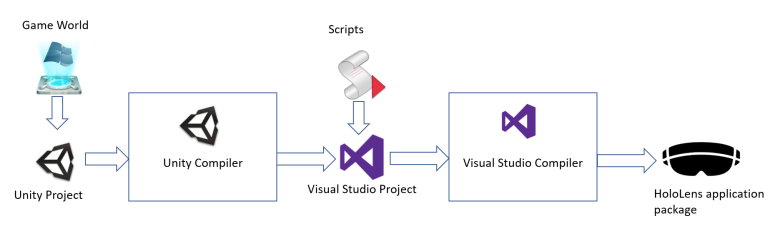 Game World
Scripts
Unity Compiler
Visual Studio Compiler
Unity Project
Visual Studio Project
HoloLens application
package